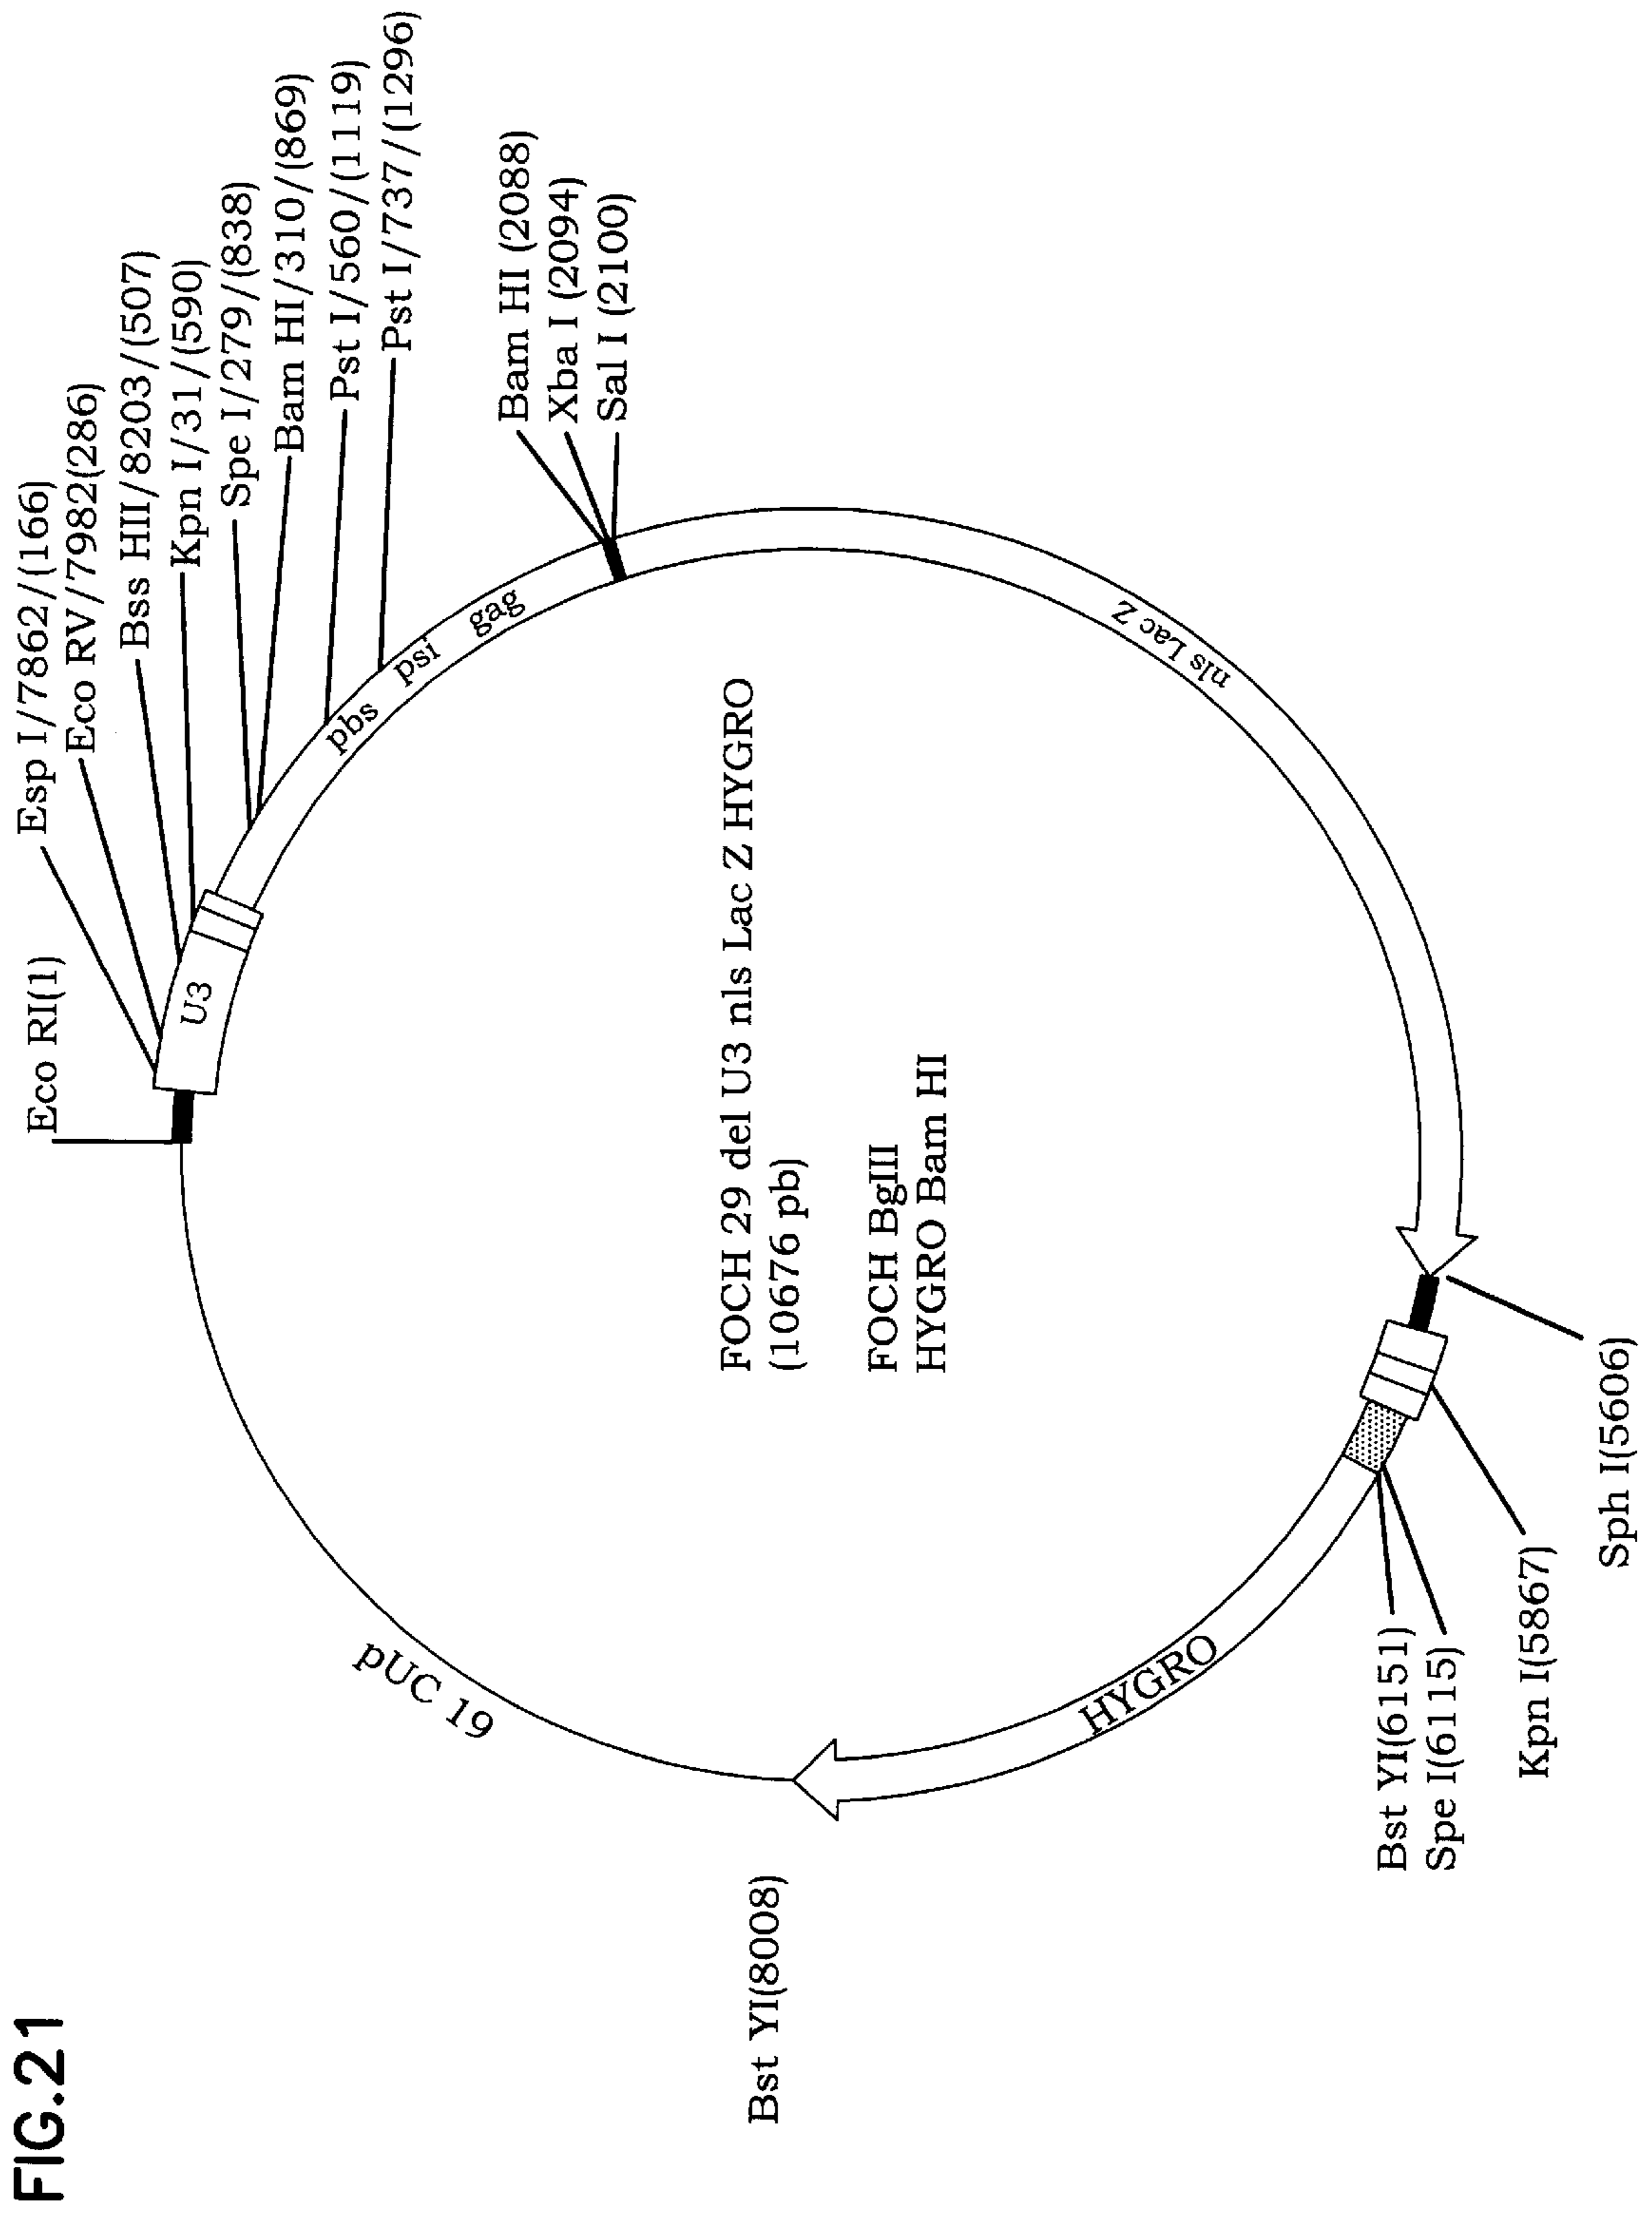 FIG.21
Eco RI(1)
Esp I/7862/(166)
Eco RV/7982(286)
Bss HII/8203/(507)
Kpn I/31/(590)
Spe I/279/(838)
Bam HI/310/(869)
Pst I/560/(1119)
Pst I/737/(1296)
Bam HI (2088)
Xba I (2094)
Sal I (2100)
U3
pbs
psi
gag
nls Lac Z
FOCH 29 del U3 nls Lac Z HYGRO
(10676 pb)
FOCH BglII
HYGRO Bam HI
pUC 19
HYGRO
Bst YI(8008)
Bst YI(6151)
Spe I(6115)
Kpn I(5867)
Sph I(5606)